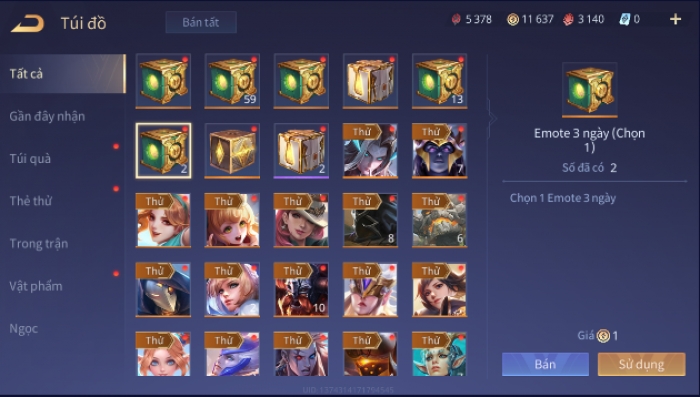 Túi đồ
Bán tất
5 378
11 637
3 140
0
+
Tất cả
Gần đây nhận
Túi quà
Thẻ thử
Trong trận
Vật phẩm
Ngọc
59
13
2
2
Thử
Thử
7
Thử
Thử
Thử
Thử
8
Thử
6
Thử
Thử
Thử
10
Thử
Thử
Thử
Thử
Thử
Thử
Thử
Emote 3 ngày (Chọn
1)
Số đã có 2
Chọn 1 Emote 3 ngày
Giá 1
Bán
Sử dụng